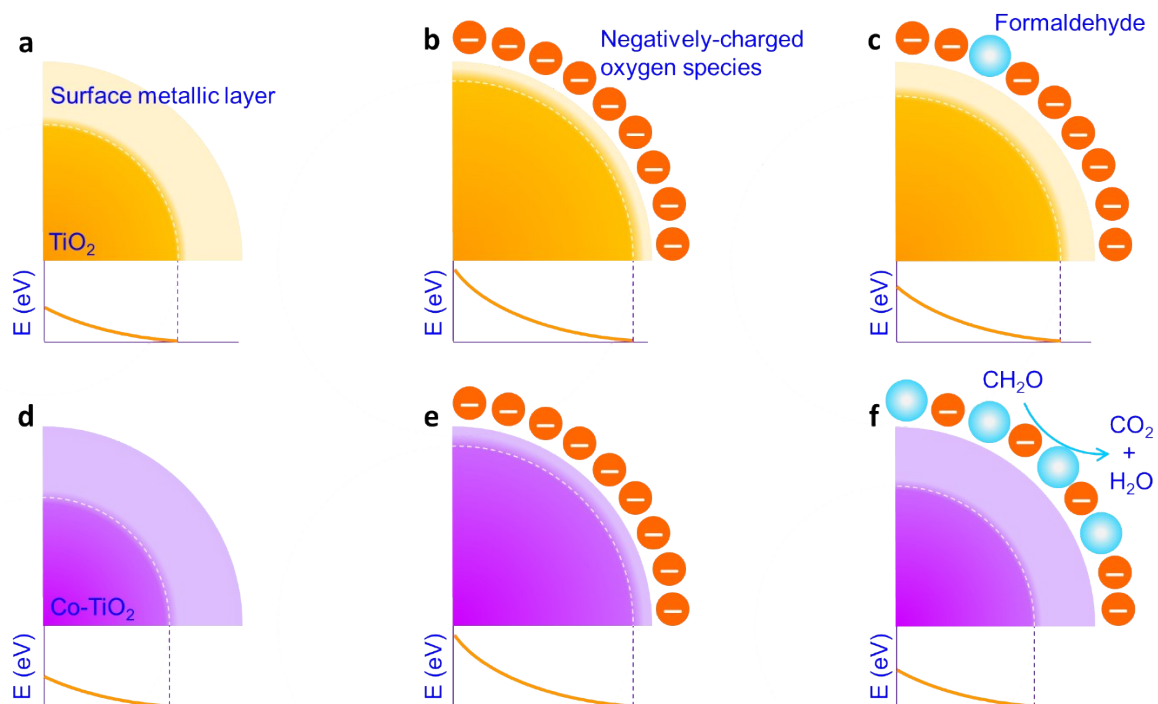 a
Surface metallic layer
TiO₂
E (eV)
b
Negatively-charged
oxygen species
E (eV)
c
Formaldehyde
E (eV)
d
Co-TiO₂
E (eV)
e
E (eV)
f
CH₂O
CO₂
+
H₂O
E (eV)